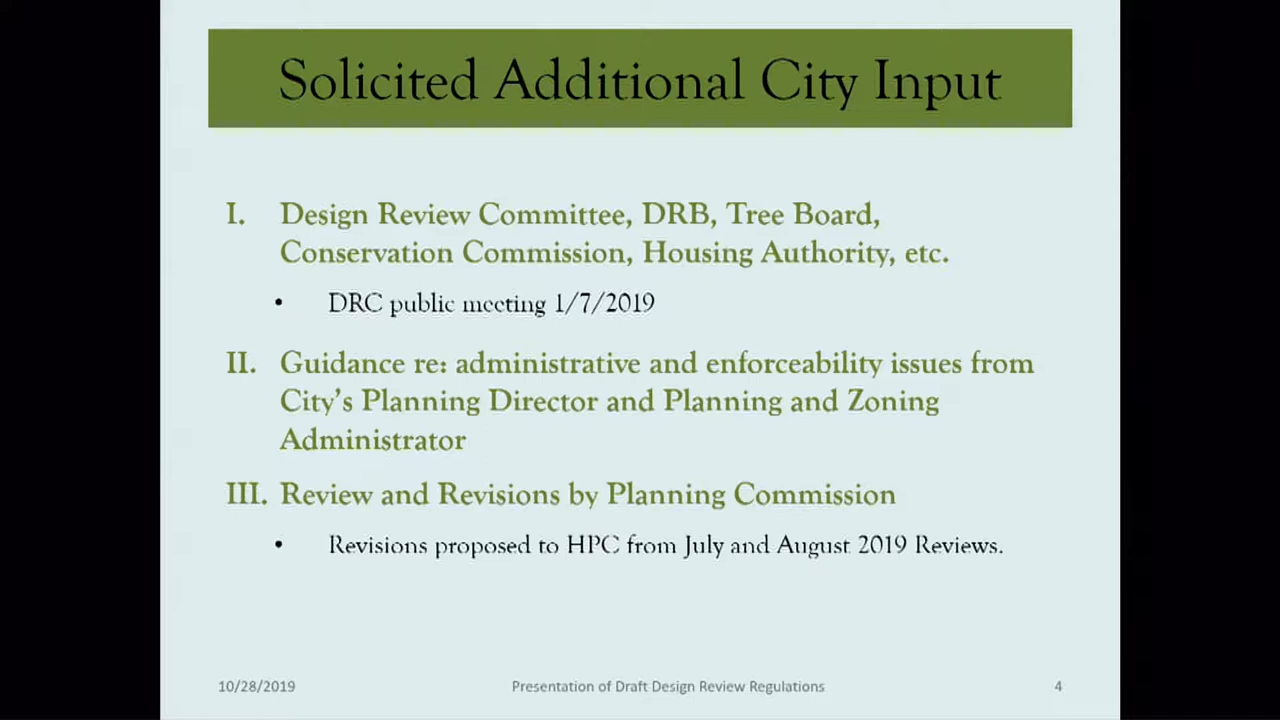 Solicited Additional City Input
I. Design Review Committee, DRB, Tree Board,
Conservation Commission, Housing Authority, etc.
• DRC public meeting 1/7/2019
II. Guidance re: administrative and enforceability issues from
City's Planning Director and Planning and Zoning
Administrator
III. Review and Revisions by Planning Commission
• Revisions proposed to HPC from July and August 2019 Reviews.
10/28/2019 Presentation of Draft Design Review Regulations 4